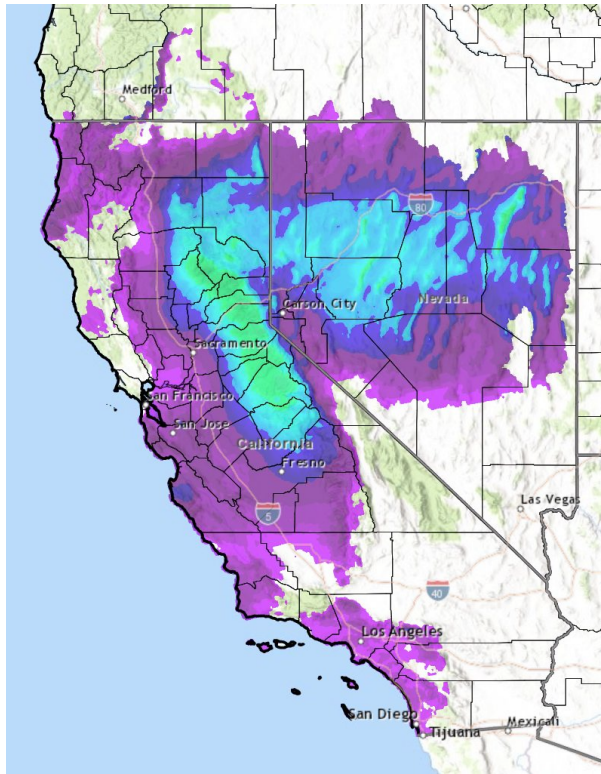 Medford
80
Carson City
Nevada
Sacramento
San Francisco
San Jose
California
Fresno
5
Las Vegas
40
Los Angeles
San Diego
Mexicali
Tijuana